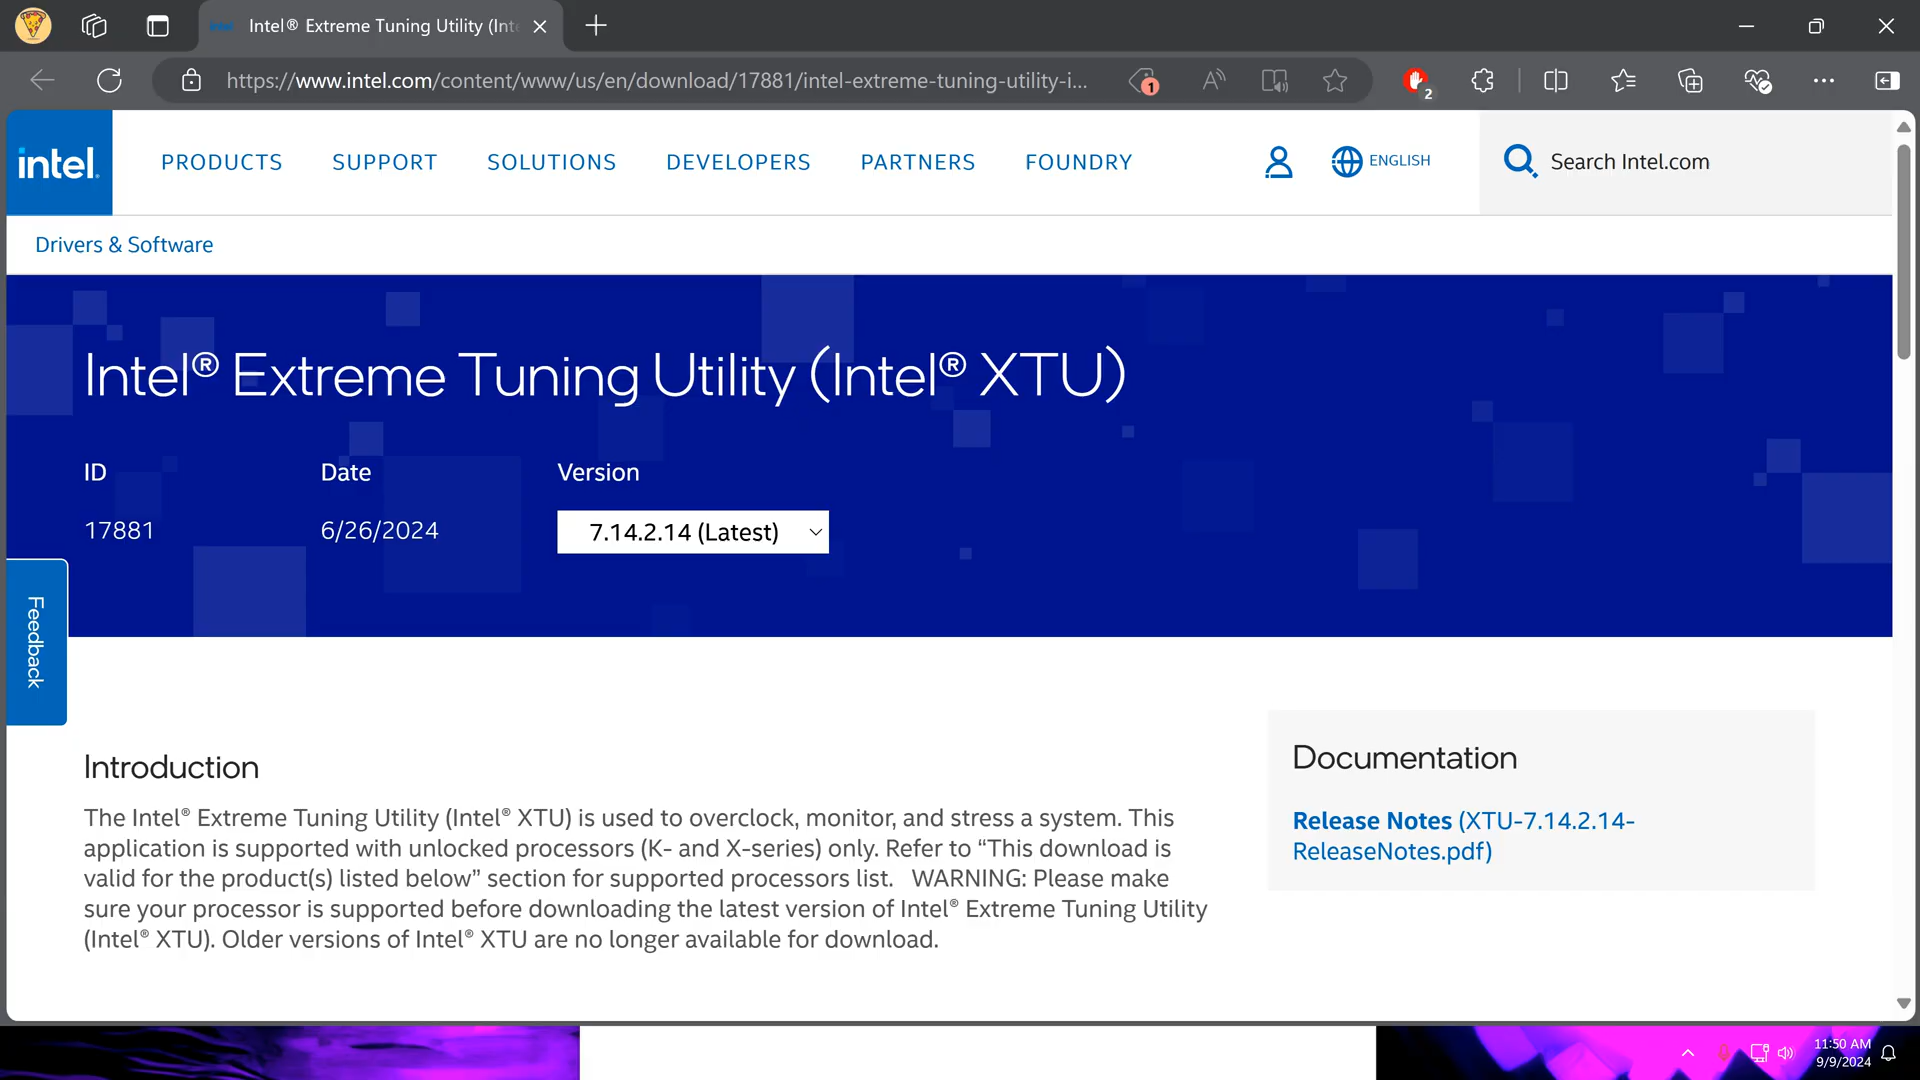 Intel® Extreme Tuning Utility (Inte
https://www.intel.com/content/www/us/en/download/17881/intel-extreme-tuning-utility-i...
1
2
intel.
PRODUCTS
SUPPORT
SOLUTIONS
DEVELOPERS
PARTNERS
FOUNDRY
ENGLISH
Search Intel.com
Drivers & Software
Intel® Extreme Tuning Utility (Intel® XTU)
ID
Date
Version
17881
6/26/2024
7.14.2.14 (Latest)
Feedback
Introduction
The Intel® Extreme Tuning Utility (Intel® XTU) is used to overclock, monitor, and stress a system. This
application is supported with unlocked processors (K- and X-series) only. Refer to “This download is
valid for the product(s) listed below” section for supported processors list.   WARNING: Please make
sure your processor is supported before downloading the latest version of Intel® Extreme Tuning Utility
(Intel® XTU). Older versions of Intel® XTU are no longer available for download.
Documentation
Release Notes (XTU-7.14.2.14-
ReleaseNotes.pdf)
11:50 AM
9/9/2024